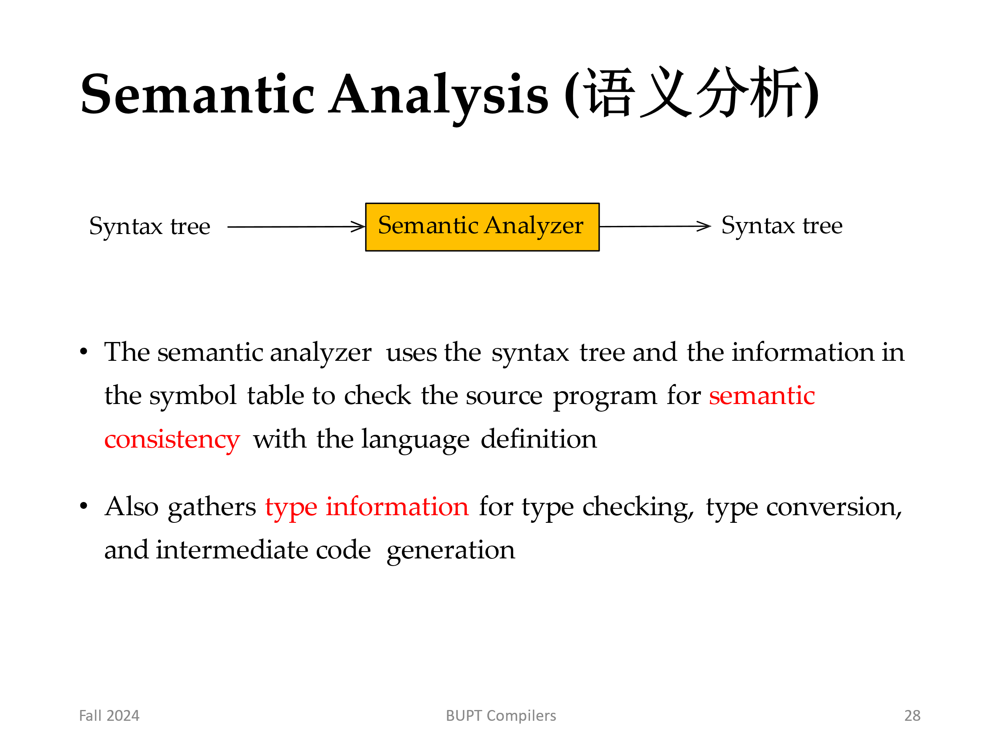 Semantic Analysis (语义分析)
Syntax tree Semantic Analyzer Syntax tree
• The semantic analyzer uses the syntax tree and the information in
the symbol table to check the source program for semantic
consistency with the language definition
• Also gathers type information for type checking, type conversion,
and intermediate code generation
Fall 2024 BUPT Compilers 28